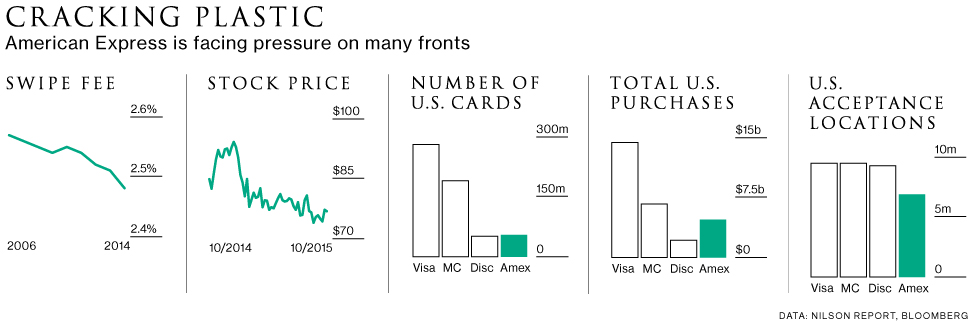 CRACKING PLASTIC
American Express is facing pressure on many fronts
SWIPE FEE
2.6%
2.5%
2.4%
2006 2014
STOCK PRICE
$100
$85
$70
10/2014 10/2015
NUMBER OF
U.S. CARDS
300m
150m
0
Visa MC Disc Amex
TOTAL U.S.
PURCHASES
$15b
$7.5b
$0
Visa MC Disc Amex
U.S.
ACCEPTANCE
LOCATIONS
10m
5m
0
Visa MC Disc Amex
DATA: NILSON REPORT, BLOOMBERG